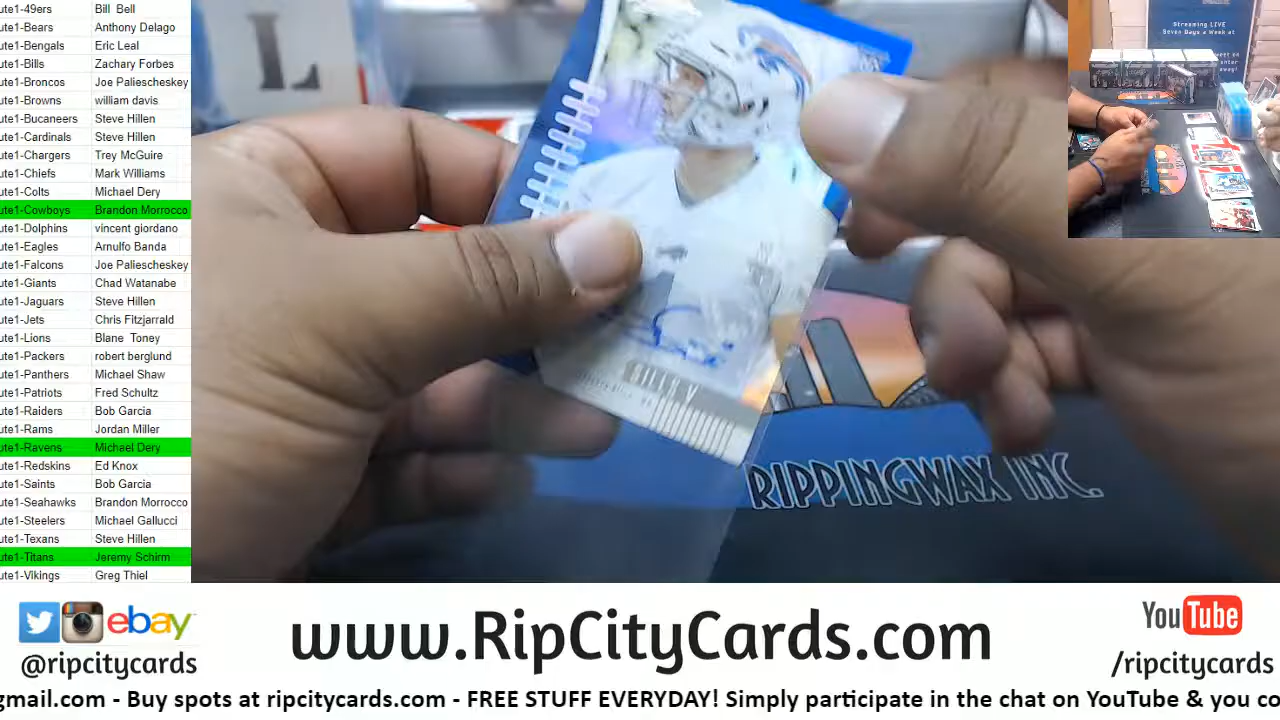 ute1-49ers Bill Bell
ute1-Bears Anthony Delago
ute1-Bengals Eric Leal
ute1-Bills Zachary Forbes
ute1-Broncos Joe Paliescheskey
ute1-Browns william davis
ute1-Bucaneers Steve Hillen
ute1-Cardinals Steve Hillen
ute1-Chargers Trey McGuire
ute1-Chiefs Mark Williams
ute1-Colts Michael Dery
ute1-Cowboys Brandon Morrocco
ute1-Dolphins vincent giordano
ute1-Eagles Arnulfo Banda
ute1-Falcons Joe Paliescheskey
ute1-Giants Chad Watanabe
ute1-Jaguars Steve Hillen
ute1-Jets Chris Fitzjarrald
ute1-Lions Blane Toney
ute1-Packers robert berglund
ute1-Panthers Michael Shaw
ute1-Patriots Fred Schultz
ute1-Raiders Bob Garcia
ute1-Rams Jordan Miller
ute1-Ravens Michael Dery
ute1-Redskins Ed Knox
ute1-Saints Bob Garcia
ute1-Seahawks Brandon Morrocco
ute1-Steelers Michael Gallucci
ute1-Texans Steve Hillen
ute1-Titans Jeremy Schirm
ute1-Vikings Greg Thiel
L
BILLS V
RIPPINGWAX INC.
Streaming LIVE
Seven Days a Week at
ebay
@ripcitycards
www.RipCityCards.com
YouTube
/ripcitycards
gmail.com - Buy spots at ripcitycards.com - FREE STUFF EVERYDAY! Simply participate in the chat on YouTube & you co